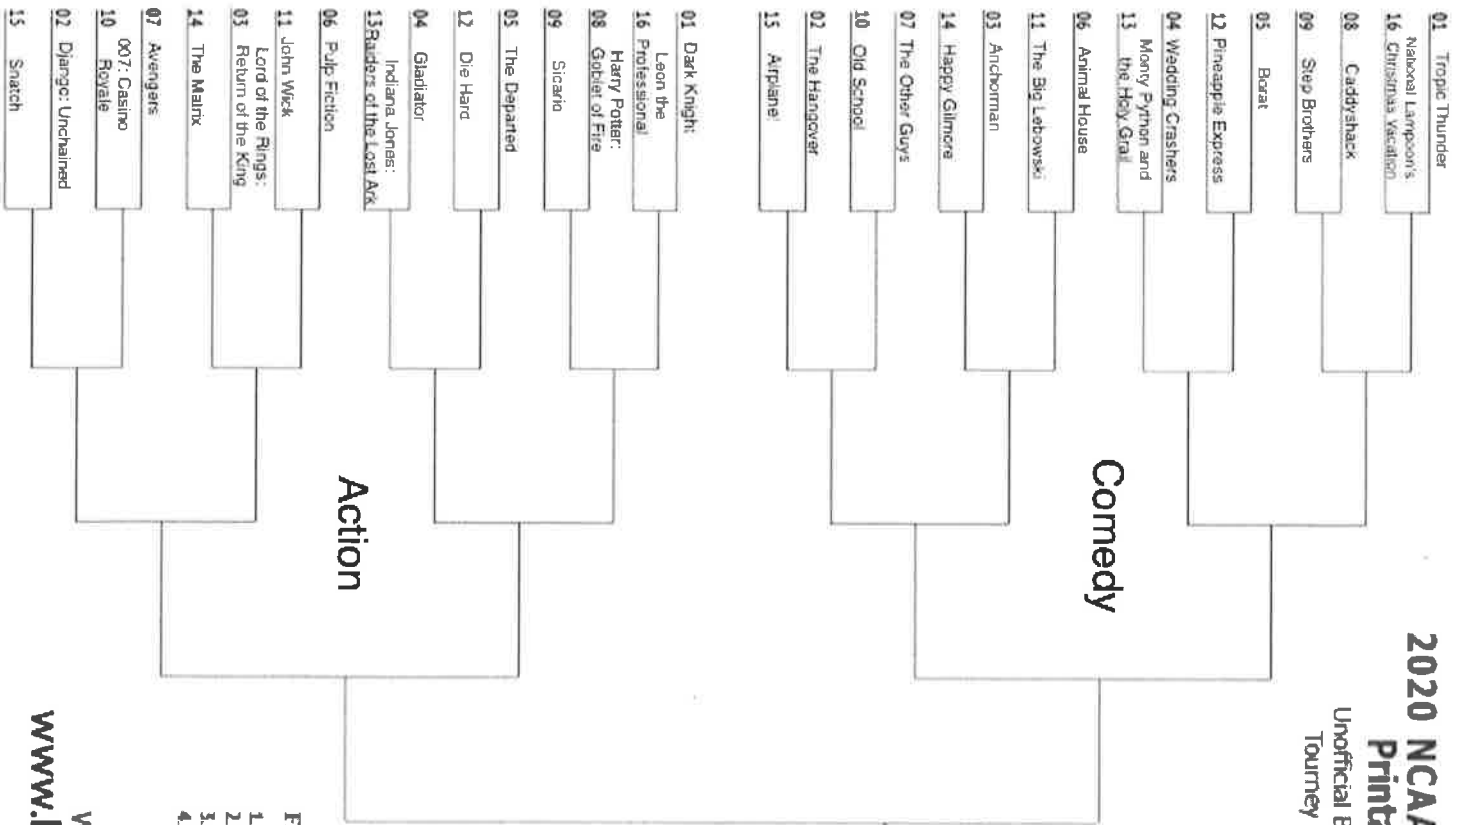 2020 NCAA
Printa
Unofficial B
Tourney
01 Tropic Thunder
National Lampoon's
16 Christmas Vacation
08 Caddyshack
09 Step Brothers
05 Borat
12 Pineapple Express
04 Wedding Crashers
Monty Python and
13 the Holy Grail
06 Animal House
11 The Big Lebowski
03 Anchorman
14 Happy Gilmore
07 The Other Guys
10 Old School
02 The Hangover
15 Airplane!
Comedy
01 Dark Knight
Leon the
16 Professional
Harry Potter:
08 Goblet of Fire
09 Sicario
05 The Departed
12 Die Hard
04 Gladiator
Indiana Jones:
13 Raiders of the Lost Ark
06 Pulp Fiction
11 John Wick
Lord of the Rings:
03 Return of the King
14 The Matrix
07 Avengers
007: Casino
10 Royale
02 Django: Unchained
15 Snatch
Action
F
1.
2.
3.
4.
W
www.l